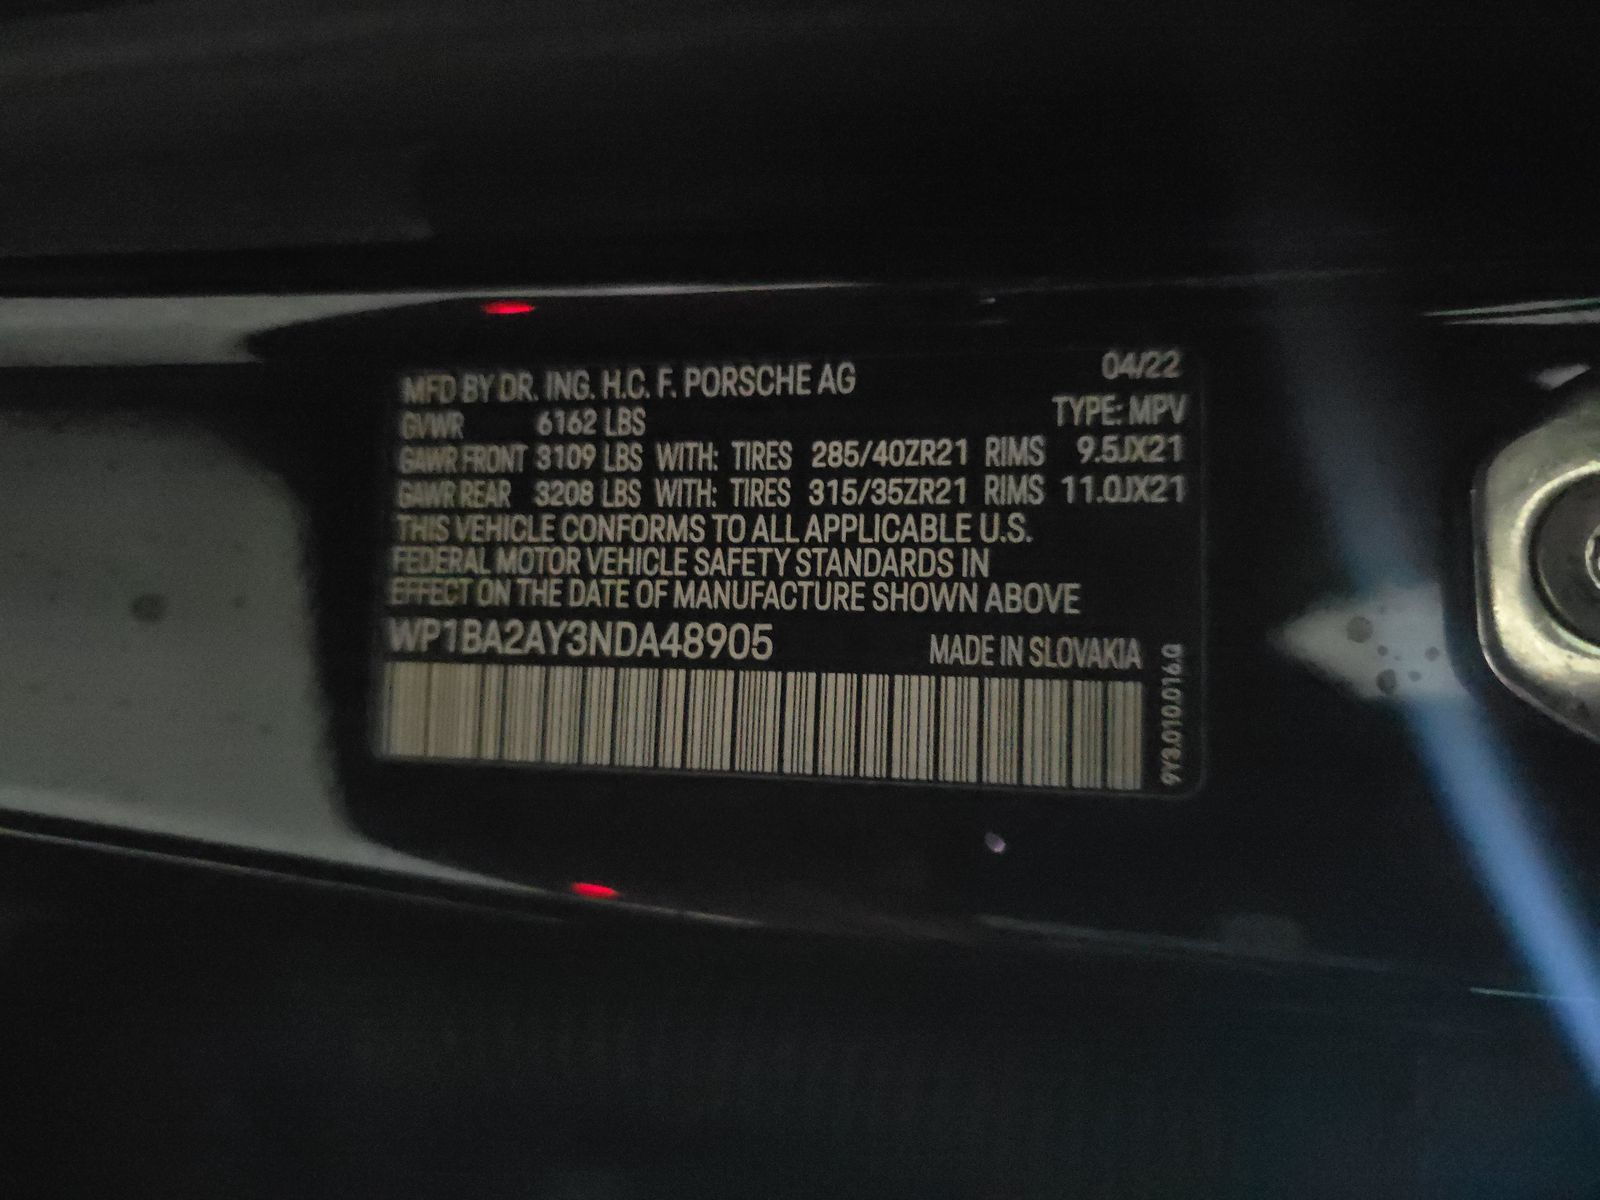 MFD BY DR. ING. H.C. F. PORSCHE AG 04/22
GVWR 6162 LBS TYPE: MPV
GAWR FRONT 3109 LBS WITH: TIRES 285/40ZR21 RIMS 9.5JX21
GAWR REAR 3208 LBS WITH: TIRES 315/35ZR21 RIMS 11.0JX21
THIS VEHICLE CONFORMS TO ALL APPLICABLE U.S.
FEDERAL MOTOR VEHICLE SAFETY STANDARDS IN
EFFECT ON THE DATE OF MANUFACTURE SHOWN ABOVE
WP1BA2AY3NDA48905 MADE IN SLOVAKIA
9Y3.010.016.Q